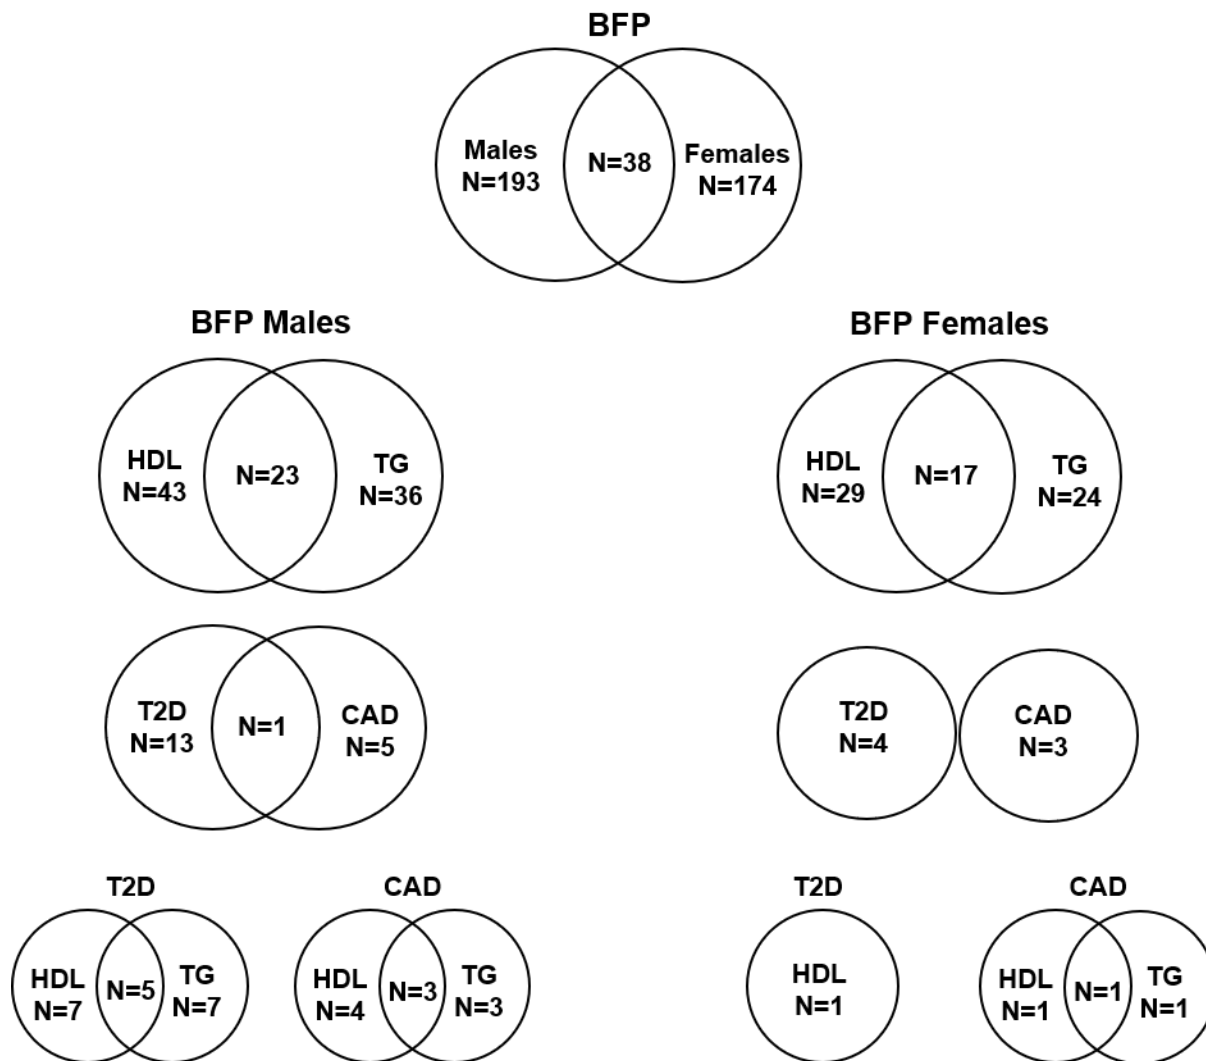 BFP
Males
N=193
N=38
Females
N=174
BFP Males
HDL
N=43
N=23
TG
N=36
T2D
N=13
N=1
CAD
N=5
T2D
HDL
N=7
N=5
TG
N=7
CAD
HDL
N=4
N=3
TG
N=3
BFP Females
HDL
N=29
N=17
TG
N=24
T2D
N=4
CAD
N=3
T2D
HDL
N=1
CAD
HDL
N=1
N=1
TG
N=1